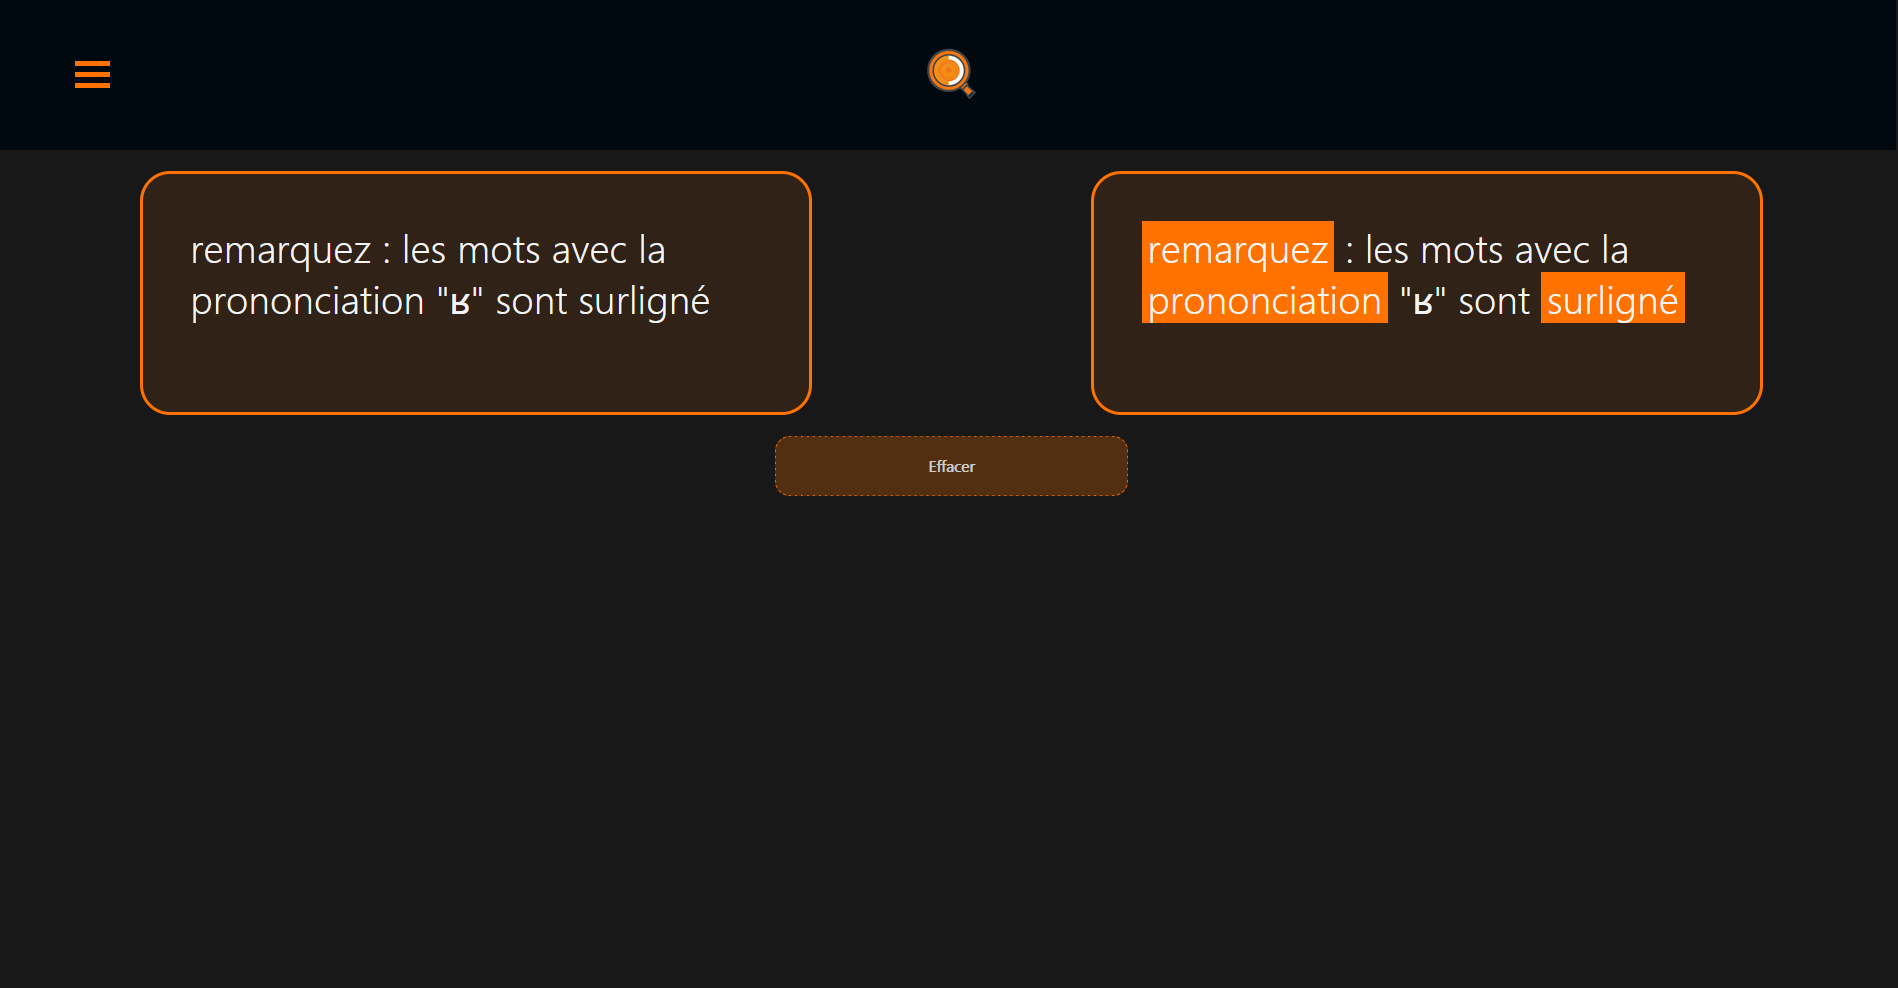 remarquez : les mots avec la
prononciation "ʁ" sont surligné
remarquez : les mots avec la
prononciation "ʁ" sont surligné
Effacer